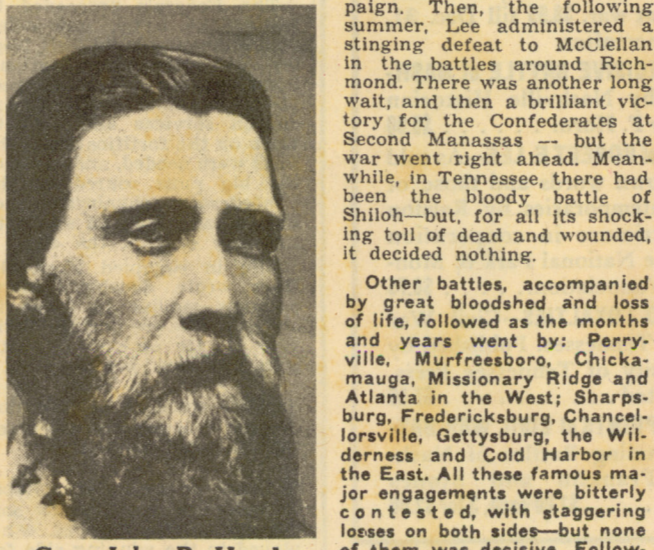 paign. Then, the following
summer, Lee administered a
stinging defeat to McClellan
in the battles around Rich-
mond. There was another long
wait, and then a brilliant vic-
tory for the Confederates at
Second Manassas -- but the
war went right ahead. Mean-
while, in Tennessee, there had
been the bloody battle of
Shiloh—but, for all its shock-
ing toll of dead and wounded,
it decided nothing.
Other battles, accompanied
by great bloodshed and loss
of life, followed as the months
and years went by: Perry-
ville, Murfreesboro, Chicka-
mauga, Missionary Ridge and
Atlanta in the West; Sharps-
burg, Fredericksburg, Chancel-
lorsville, Gettysburg, the Wil-
derness and Cold Harbor in
the East. All these famous ma-
jor engagements were bitterly
contested, with staggering
losses on both sides—but none
of them was decisive. Follow-